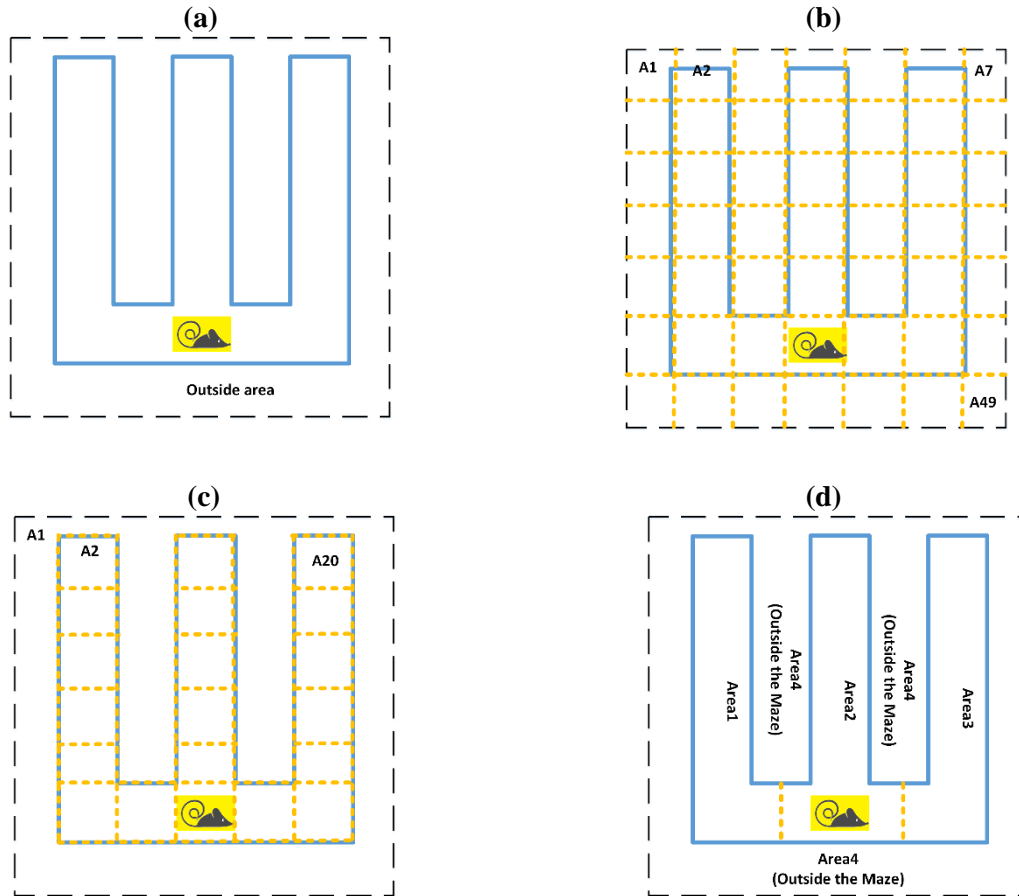 (a)
Outside area
(b)
A1
A2
A7
A49
(c)
A1
A2
A20
(d)
Area1
Area4
(Outside the Maze)
Area2
Area4
(Outside the Maze)
Area3
Area4
(Outside the Maze)